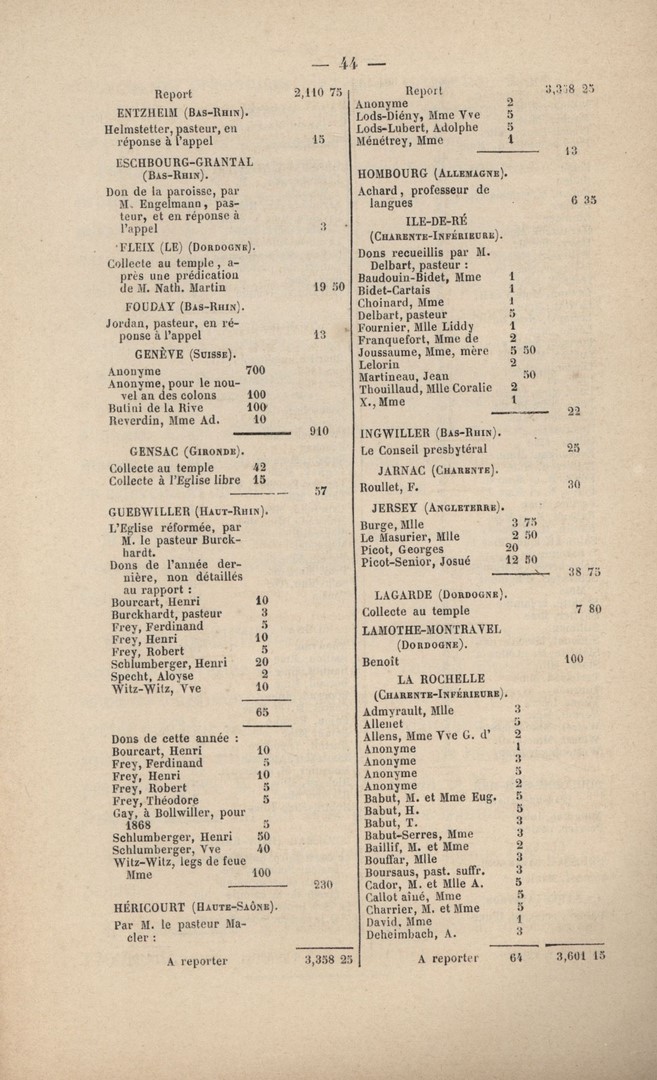 — 44 —
Report 2,110 75
ENTZHEIM (Bas-Rhin).
Helmstetter, pasteur, en
réponse à l'appel 15
ESCHBOURG-GRANTAL
(Bas-Rhin).
Don de la paroisse, par
M. Engelmann, pas-
teur, et en réponse à
l'appel 3
FLEIX (LE) (Dordogne).
Collecte au temple, a-
près une prédication
de M. Nath. Martin 19 50
FOUDAY (Bas-Rhin).
Jordan, pasteur, en ré-
ponse à l'appel 13
GENÈVE (Suisse).
Anonyme 700
Anonyme, pour le nou-
vel an des colons 100
Butini de la Rive 100
Reverdin, Mme Ad. 10
910
GENSAC (Gironde).
Collecte au temple 42
Collecte à l'Eglise libre 15
57
GUEBWILLER (Haut-Rhin).
L'Eglise réformée, par
M. le pasteur Burck-
hardt.
Dons de l'année der-
nière, non détaillés
au rapport :
Bourcart, Henri 10
Burckhardt, pasteur 3
Frey, Ferdinand 5
Frey, Henri 10
Frey, Robert 5
Schlumberger, Henri 20
Specht, Aloyse 2
Witz-Witz, Vve 10
65
Dons de cette année :
Bourcart, Henri 10
Frey, Ferdinand 5
Frey, Henri 10
Frey, Robert 5
Frey, Théodore 5
Gay, à Bollwiller, pour
1868 5
Schlumberger, Henri 50
Schlumberger, Vve 40
Witz-Witz, legs de feue
Mme 100
230
HÉRICOURT (Haute-Saône).
Par M. le pasteur Ma-
cler :
A reporter 3,358 25
Report 3,358 25
Anonyme 2
Lods-Diény, Mme Vve 5
Lods-Lubert, Adolphe 5
Ménétrey, Mme 1
13
HOMBOURG (Allemagne).
Achard, professeur de
langues 6 35
ILE-DE-RÉ
(Charente-Inférieure).
Dons recueillis par M.
Delbart, pasteur :
Baudouin-Bidet, Mme 1
Bidet-Cartais 1
Choinard, Mme 1
Delbart, pasteur 5
Fournier, Mlle Liddy 1
Franquefort, Mme de 2
Joussaume, Mme, mère 5 50
Lelorin 2
Martineau, Jean 50
Thouillaud, Mlle Coralie 2
X., Mme 1
22
INGWILLER (Bas-Rhin).
Le Conseil presbytéral 25
JARNAC (Charente).
Roullet, F. 30
JERSEY (Angleterre).
Burge, Mlle 3 75
Le Masurier, Mlle 2 50
Picot, Georges 20
Picot-Senior, Josué 12 50
38 75
LAGARDE (Dordogne).
Collecte au temple 7 80
LAMOTHE-MONTRAVEL
(Dordogne).
Benoît 100
LA ROCHELLE
(Charente-Inférieure).
Admyrault, Mlle 3
Allenet 5
Allens, Mme Vve G. d' 2
Anonyme 1
Anonyme 3
Anonyme 5
Anonyme 2
Babut, M. et Mme Eug. 5
Babut, H. 5
Babut, T. 3
Babut-Serres, Mme 3
Baillif, M. et Mme 2
Bouffar, Mlle 3
Boursaus, past. suffr. 3
Cador, M. et Mlle A. 5
Callot aîné, Mme 5
Charrier, M. et Mme 5
David, Mme 1
Deheimbach, A. 3
A reporter 64 3,601 15